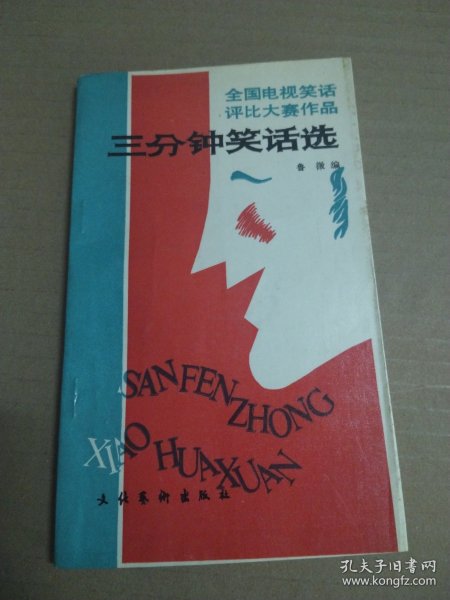 全国电视笑话
评比大赛作品
三分钟笑话选
鲁微编
SANFENZHONG
XIAO HUAXUAN
文化艺术出版社
孔夫子旧书网
www.kongfz.com